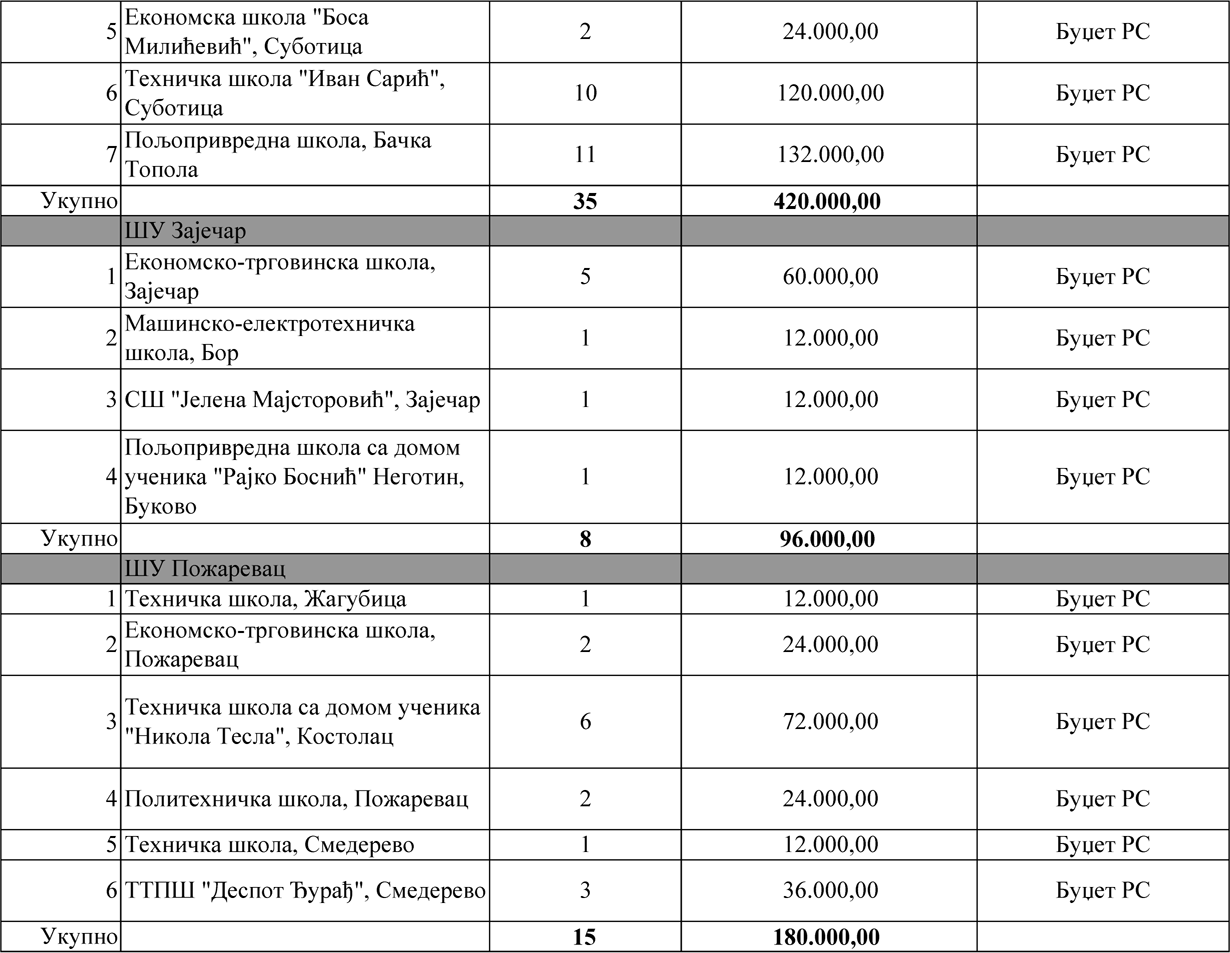 5 Економска школа "Боса
Милићевић", Суботица 2 24.000,00 Буџет РС
6 Техничка школа "Иван Сарић",
Суботица 10 120.000,00 Буџет РС
7 Пољопривредна школа, Бачка
Топола 11 132.000,00 Буџет РС
Укупно 35 420.000,00
ШУ Зајечар
1 Економско-трговинска школа,
Зајечар 5 60.000,00 Буџет РС
2 Машинско-електротехничка
школа, Бор 1 12.000,00 Буџет РС
3 СШ "Јелена Мајсторовић", Зајечар 1 12.000,00 Буџет РС
Пољопривредна школа са домом
4 ученика "Рајко Боснић" Неготин, 1 12.000,00 Буџет РС
Буково
Укупно 8 96.000,00
ШУ Пожаревац
1 Техничка школа, Жагубица 1 12.000,00 Буџет РС
2 Економско-трговинска школа,
Пожаревац 2 24.000,00 Буџет РС
3 Техничка школа са домом ученика
"Никола Тесла", Костолац 6 72.000,00 Буџет РС
4 Политехничка школа, Пожаревац 2 24.000,00 Буџет РС
5 Техничка школа, Смедерево 1 12.000,00 Буџет РС
6 ТТПШ "Деспот Ђурађ", Смедерево 3 36.000,00 Буџет РС
Укупно 15 180.000,00